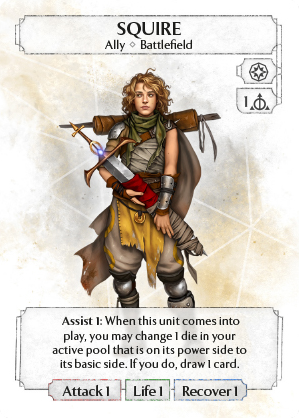 SQUIRE
Ally ⟐ Battlefield
1
Assist 1: When this unit comes into
play, you may change 1 die in your
active pool that is on its power side to
its basic side. If you do, draw 1 card.
Attack 1 Life 1 Recover 1